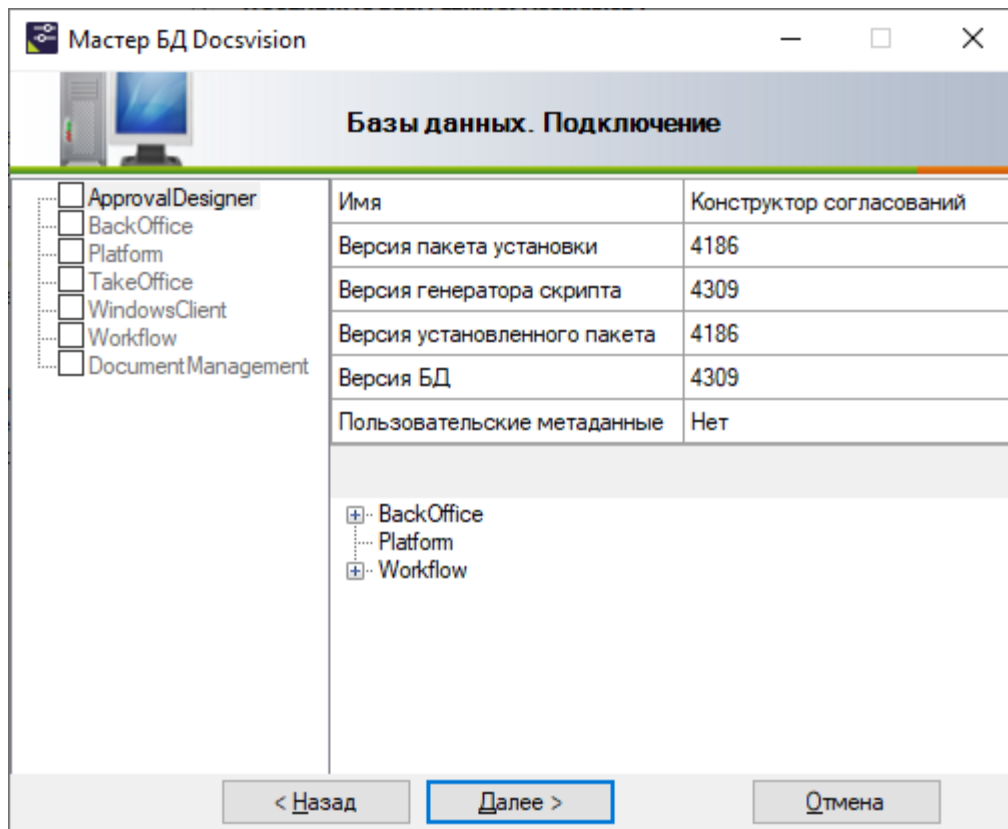 Мастер БД Docsvision
Базы данных. Подключение
ApprovalDesigner
BackOffice
Platform
TakeOffice
WindowsClient
Workflow
DocumentManagement
Имя Конструктор согласований
Версия пакета установки 4186
Версия генератора скрипта 4309
Версия установленного пакета 4186
Версия БД 4309
Пользовательские метаданные Нет
BackOffice
Platform
Workflow
< Назад Далее > Отмена